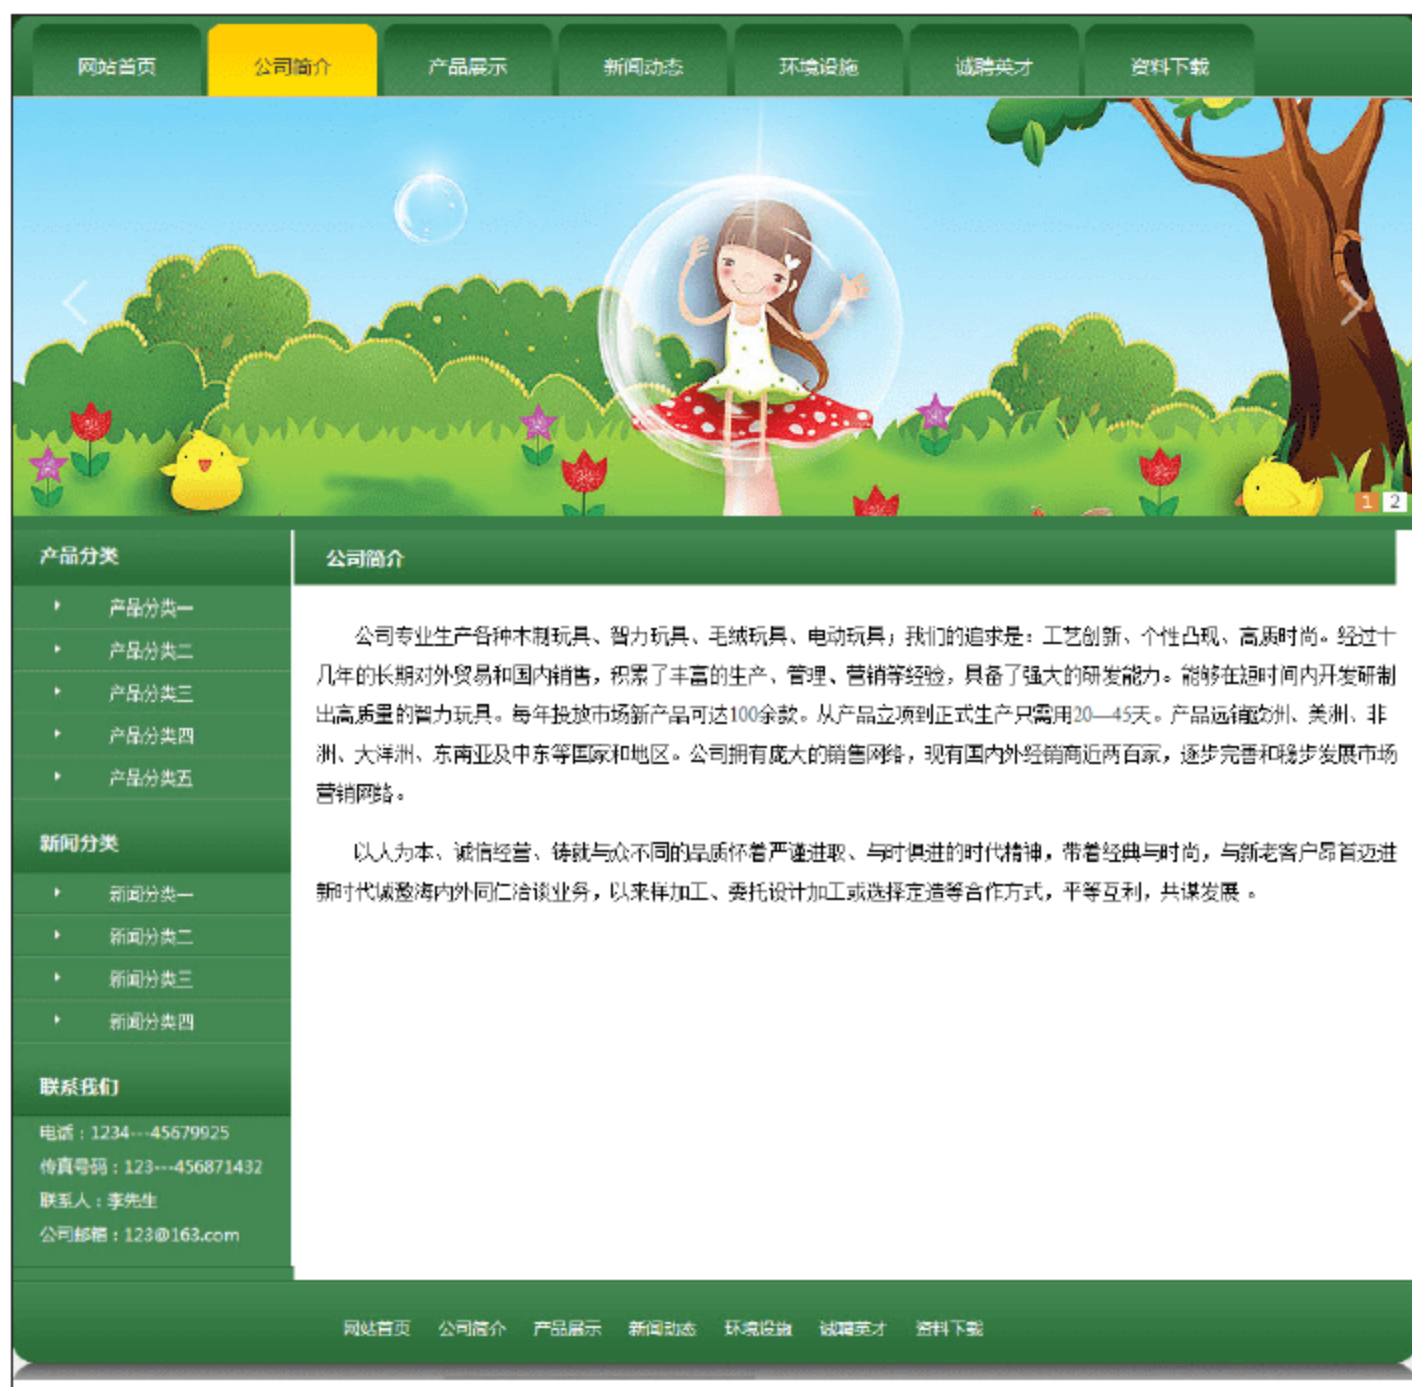 网站首页 公司简介 产品展示 新闻动态 环境设施 诚聘英才 资料下载
1 2
产品分类
产品分类一
产品分类二
产品分类三
产品分类四
产品分类五
新闻分类
新闻分类一
新闻分类二
新闻分类三
新闻分类四
联系我们
电话：1234---45679925
传真号码：123---456871432
联系人：李先生
公司邮箱：123@163.com
公司简介
公司专业生产各种木制玩具、智力玩具、毛绒玩具、电动玩具；我们的追求是：工艺创新、个性凸现、高质时尚。经过十
几年的长期对外贸易和国内销售，积累了丰富的生产、管理、营销等经验，具备了强大的研发能力。能够在短时间内开发研制
出高质量的智力玩具。每年投放市场新产品可达100余款。从产品立项到正式生产只需用20—45天。产品远销欧洲、美洲、非
洲、大洋洲、东南亚及中东等国家和地区。公司拥有庞大的销售网络，现有国内外经销商近两百家，逐步完善和稳步发展市场
营销网络。
以人为本、诚信经营、铸就与众不同的品质怀着严谨进取、与时俱进的时代精神，带着经典与时尚，与新老客户昂首迈进
新时代诚邀海内外同仁洽谈业务，以来样加工、委托设计加工或选择定造等合作方式，平等互利，共谋发展 。
网站首页 公司简介 产品展示 新闻动态 环境设施 诚聘英才 资料下载